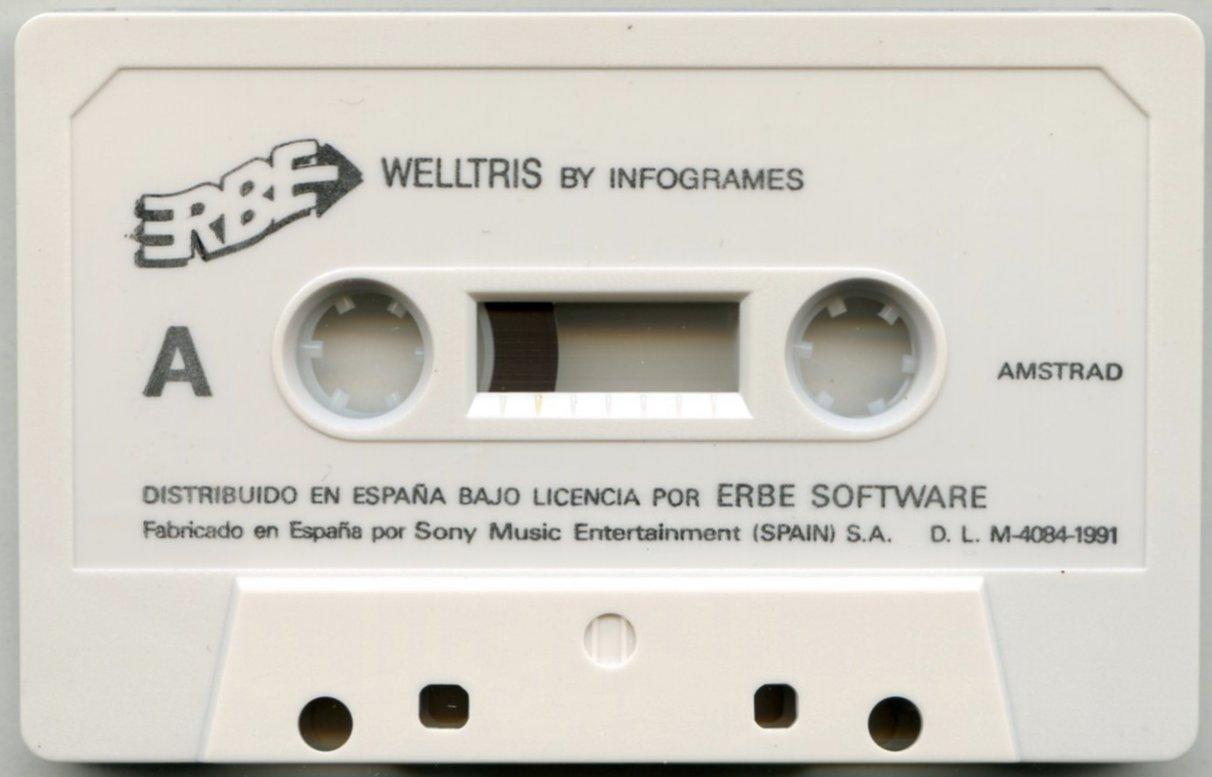 ERBE
WELLTRIS BY INFOGRAMES
A
AMSTRAD
DISTRIBUIDO EN ESPAÑA BAJO LICENCIA POR ERBE SOFTWARE
Fabricado en España por Sony Music Entertainment (SPAIN) S.A. D. L. M-4084-1991